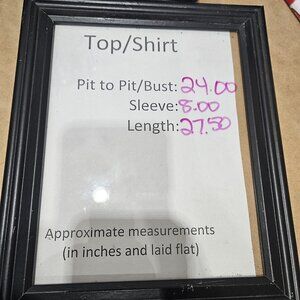 Top/Shirt
Pit to Pit/Bust: 24.00
Sleeve: 8.00
Length: 27.50
Approximate measurements
(in inches and laid flat)